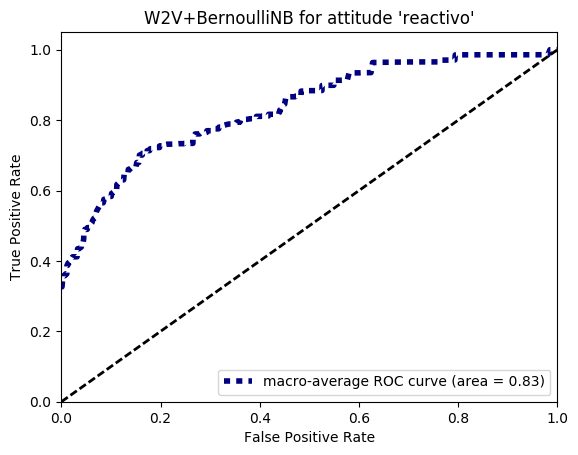 W2V+BernoulliNB for attitude 'reactivo'
1.0
0.8
0.6
0.4
0.2
0.0
True Positive Rate
macro-average ROC curve (area = 0.83)
0.0 0.2 0.4 0.6 0.8 1.0
False Positive Rate